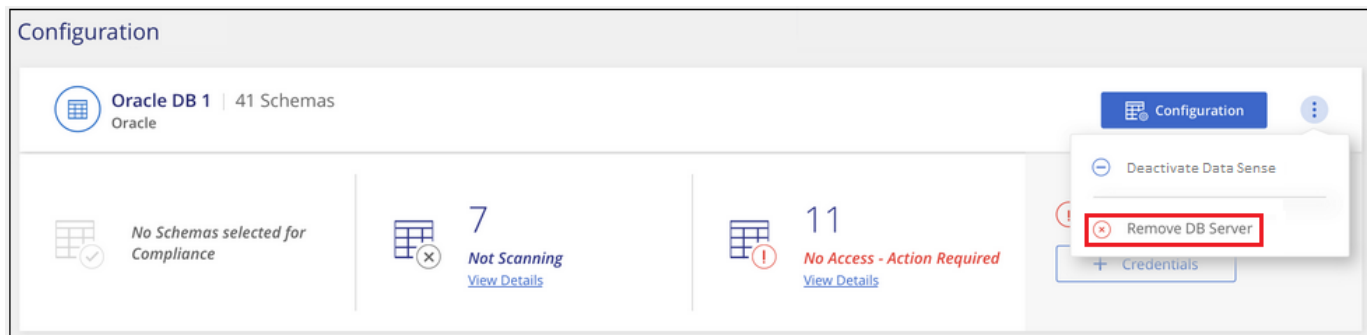 Configuration
Oracle DB 1 | 41 Schemas
Oracle
Configuration
Deactivate Data Sense
Remove DB Server
No Schemas selected for
Compliance
7
Not Scanning
View Details
11
No Access - Action Required
View Details
+ Credentials